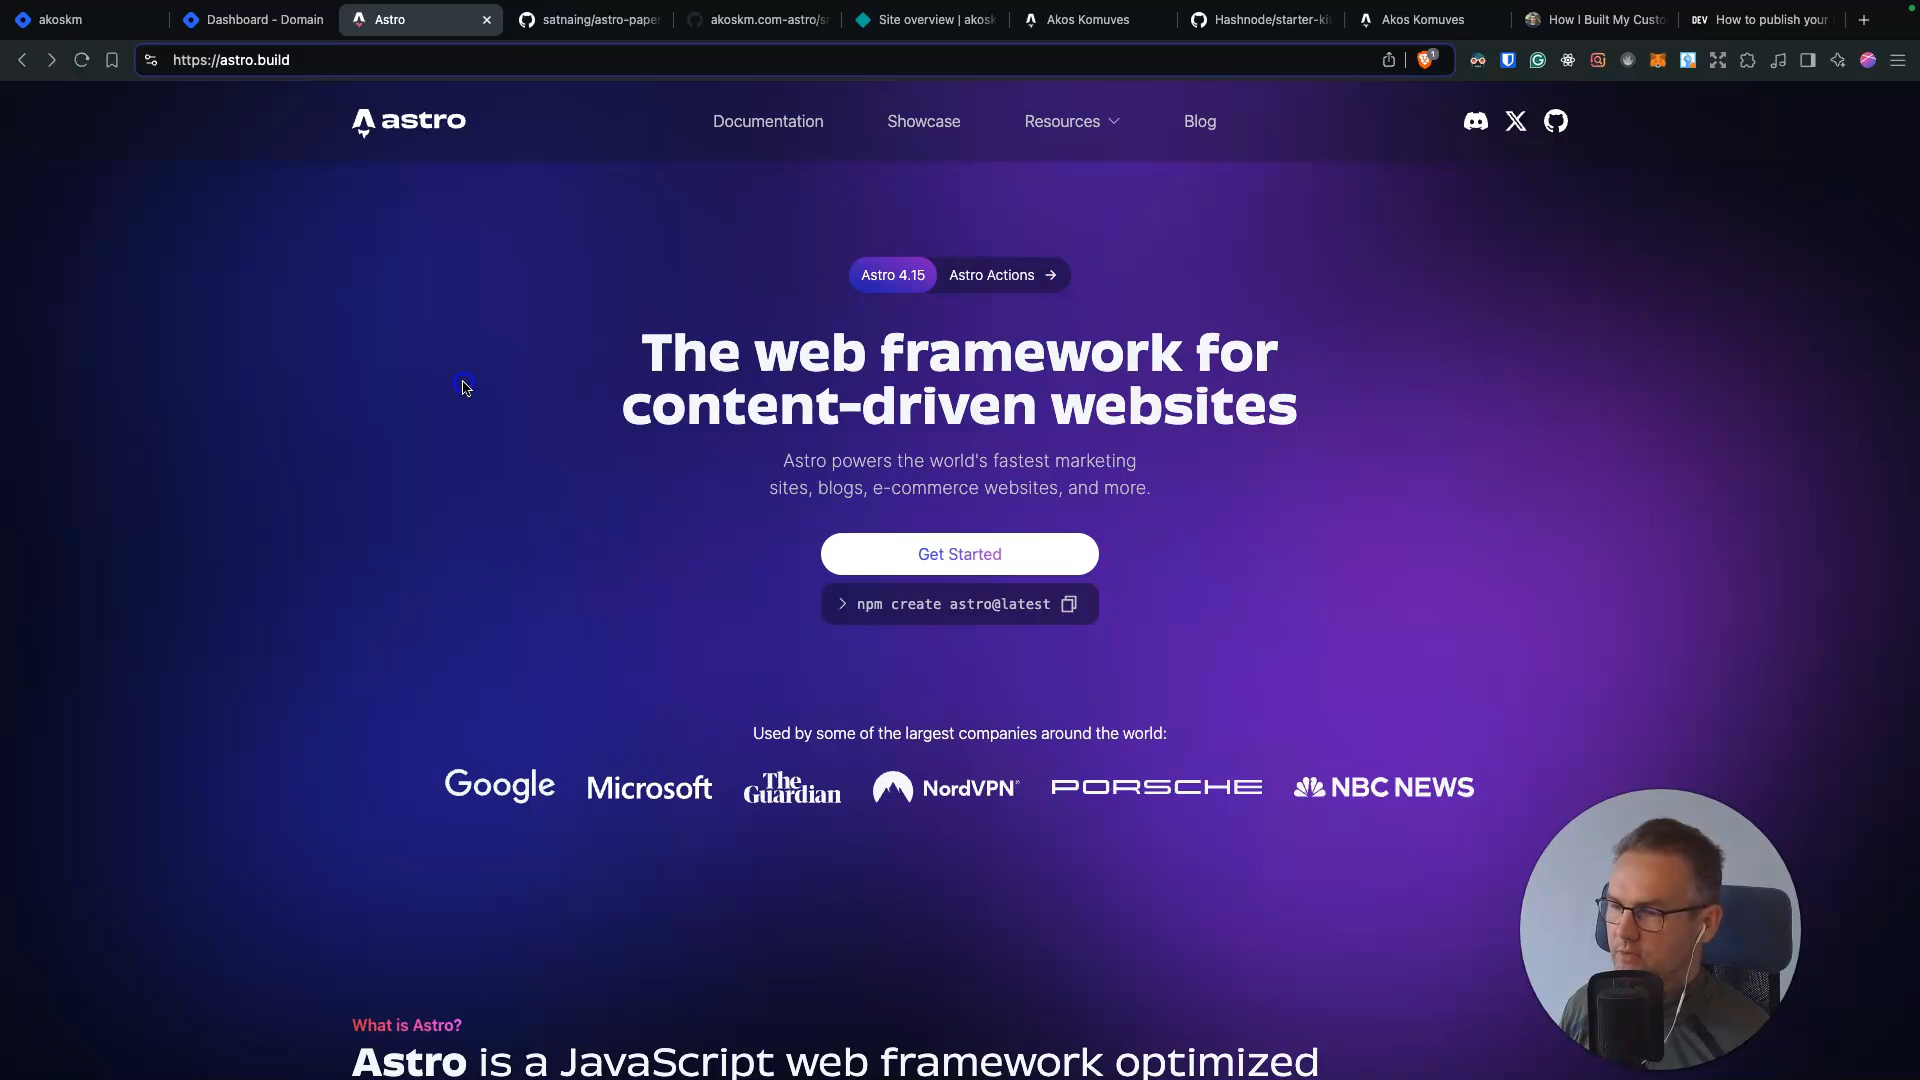 akoskm
Dashboard - Domain
Astro
satnaing/astro-paper
akoskm.com-astro/sr
Site overview | akosk
Akos Komuves
Hashnode/starter-ki
Akos Komuves
How I Built My Custo
DEV How to publish your
https://astro.build
1
astro
Documentation
Showcase
Resources
Blog
Astro 4.15
Astro Actions →
The web framework for
content-driven websites
Astro powers the world's fastest marketing
sites, blogs, e-commerce websites, and more.
Get Started
> npm create astro@latest
Used by some of the largest companies around the world:
Google
Microsoft
The
Guardian
NordVPN®
PORSCHE
NBC NEWS
What is Astro?
Astro is a JavaScript web framework optimized